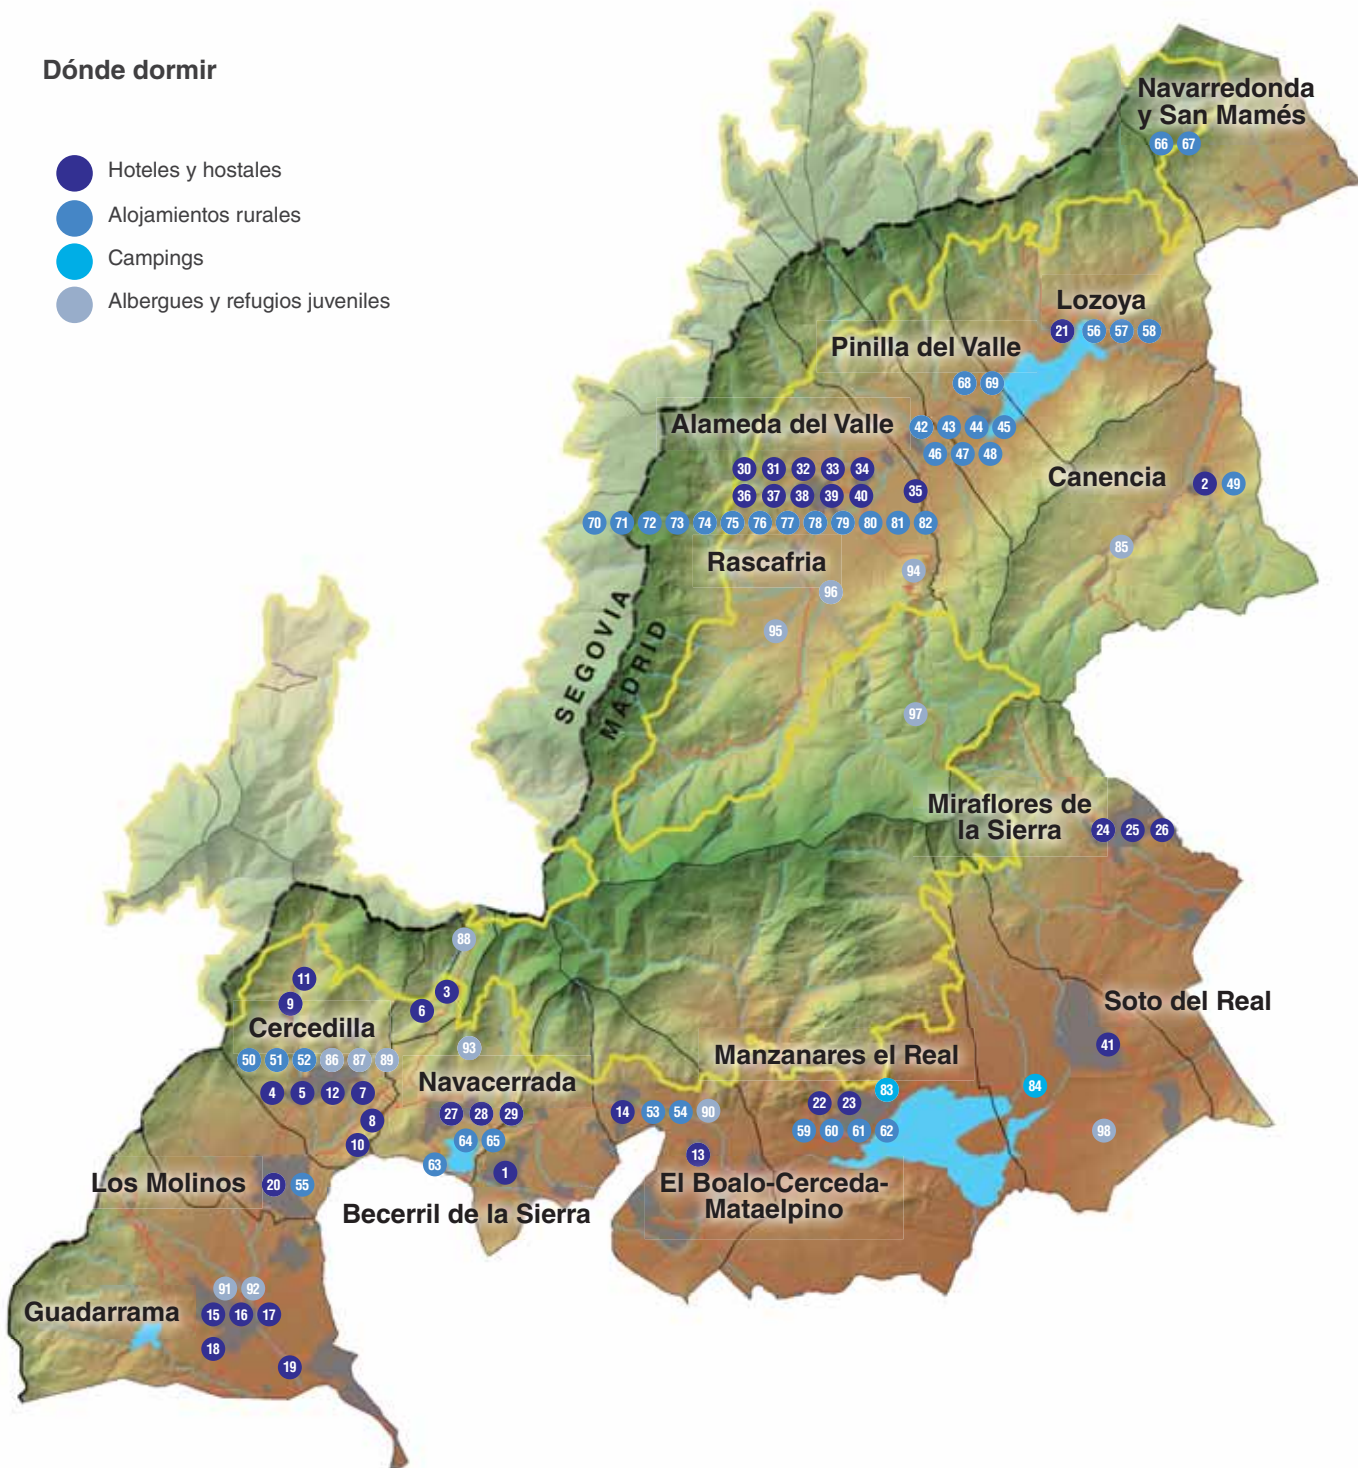 Dónde dormir
Hoteles y hostales
Alojamientos rurales
Campings
Albergues y refugios juveniles
Navarredonda
y San Mamés
66 67
Lozoya
21 56 57 58
Pinilla del Valle
68 69
Alameda del Valle
42 43 44 45
46 47 48
30 31 32 33 34
35
36 37 38 39 40
Canencia
2 49
70 71 72 73 74 75 76 77 78 79 80 81 82
85
Rascafria
94
96
95
SEGOVIA
MADRID
97
Miraflores de
la Sierra
24 25 26
88
11
3
9
6
Cercedilla
50 51 52 86 87 89
93
4 5 12 7
8
10
Navacerrada
27 28 29
64 65
63
1
Becerril de la Sierra
Soto del Real
41
84
98
Manzanares el Real
83
22 23
59 60 61 62
14 53 54 90
13
El Boalo-Cerceda-
Mataelpino
Los Molinos
20 55
91 92
Guadarrama
15 16 17
18
19